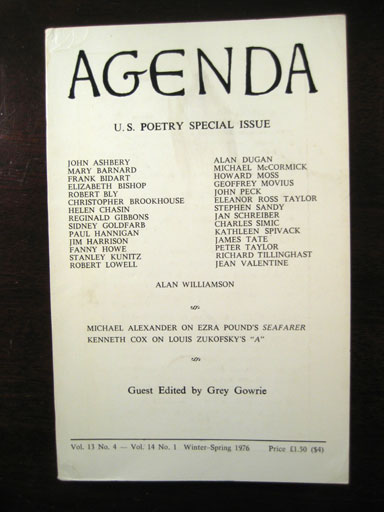 AGENDA
U.S. POETRY SPECIAL ISSUE
JOHN ASHBERY
MARY BARNARD
FRANK BIDART
ELIZABETH BISHOP
ROBERT BLY
CHRISTOPHER BROOKHOUSE
HELEN CHASIN
REGINALD GIBBONS
SIDNEY GOLDFARB
PAUL HANNIGAN
JIM HARRISON
FANNY HOWE
STANLEY KUNITZ
ROBERT LOWELL
ALAN DUGAN
MICHAEL McCORMICK
HOWARD MOSS
GEOFFREY MOVIUS
JOHN PECK
ELEANOR ROSS TAYLOR
STEPHEN SANDY
JAN SCHREIBER
CHARLES SIMIC
KATHLEEN SPIVACK
JAMES TATE
PETER TAYLOR
RICHARD TILLINGHAST
JEAN VALENTINE
ALAN WILLIAMSON
MICHAEL ALEXANDER ON EZRA POUND'S SEAFARER
KENNETH COX ON LOUIS ZUKOFSKY'S "A"
Guest Edited by Grey Gowrie
Vol. 13 No. 4 — Vol. 14 No. 1 Winter-Spring 1976 Price £1.50 ($4)